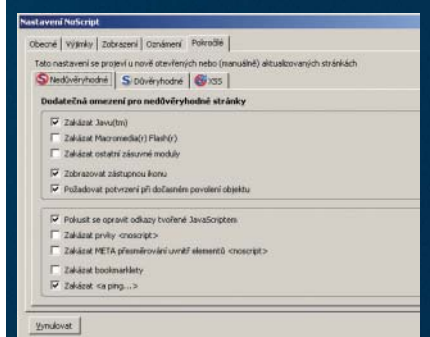 Nastavení NoScript
Obecné Výjimky Zobrazení Oznámení Pokročilé
Tato nastavení se projeví u nově otevřených nebo (manuálně) aktualizovaných stránkách
Nedůvěryhodné Důvěryhodné XSS
Dodatečná omezení pro nedůvěryhodné stránky
Zakázat Javu(tm)
Zakázat Macromedia(r) Flash(r)
Zakázat ostatní zásuvné moduly
Zobrazovat zástupnou ikonu
Požadovat potvrzení při dočasném povolení objektu
Pokusit se opravit odkazy tvořené JavaScriptem
Zakázat prvky <noscript>
Zakázat META přesměrování uvnitř elementů <noscript>
Zakázat bookmarklety
Zakázat <a ping...>
Vynulovat